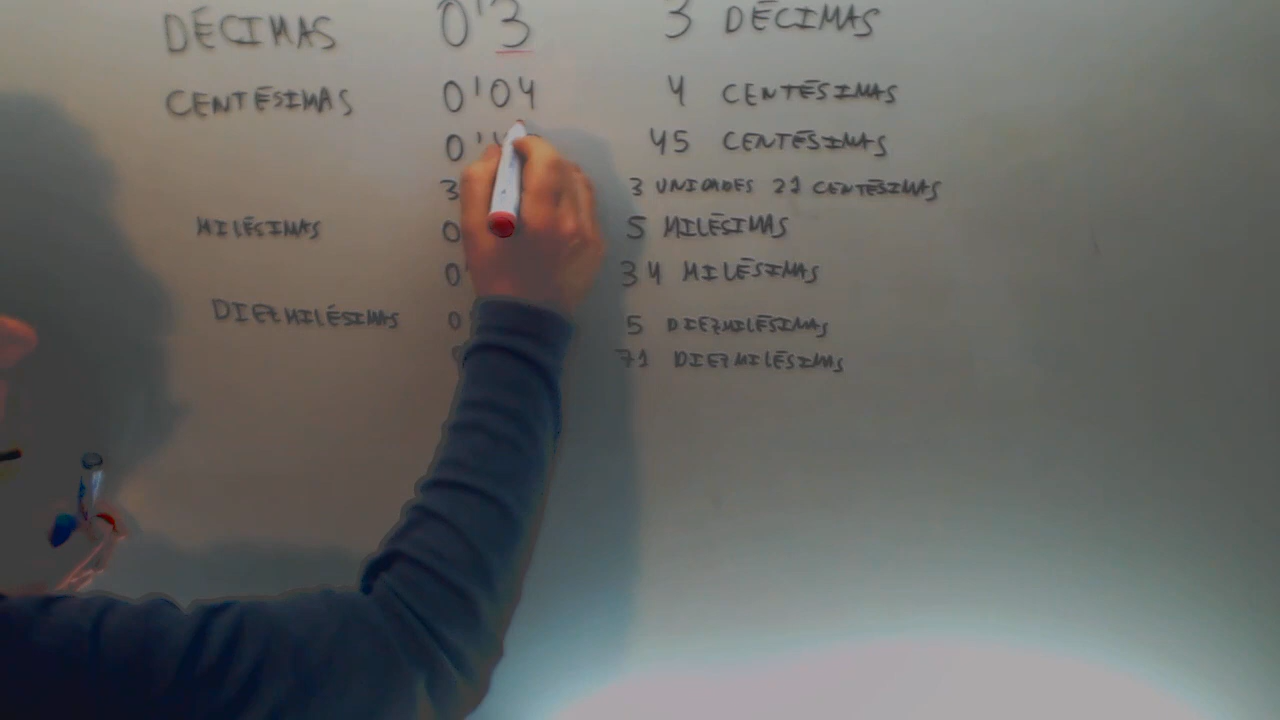 DÉCIMAS 0'3 3 DÉCIMAS
CENTÉSIMAS 0'04 4 CENTÉSIMAS
0' 45 CENTÉSIMAS
3 3 UNIDADES 21 CENTÉSIMAS
MILÉSIMAS 0 5 MILÉSIMAS
0' 34 MILÉSIMAS
DIEZMILÉSIMAS 0 5 DIEZMILÉSIMAS
71 DIEZMILÉSIMAS